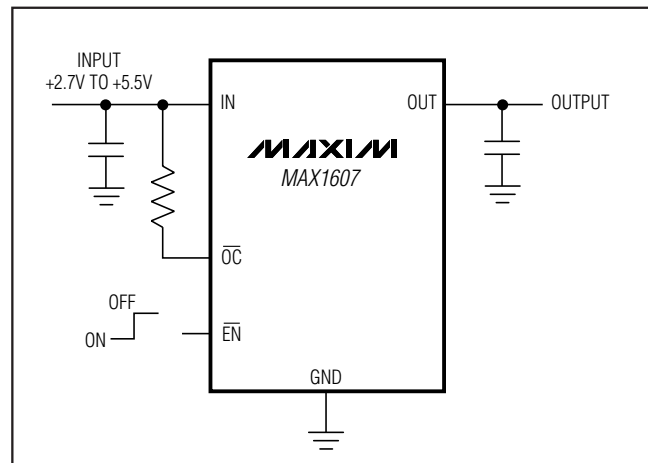 INPUT
+2.7V TO +5.5V
IN
OUT
OUTPUT
MAXIM
MAX1607
OC
OFF
ON
EN
GND